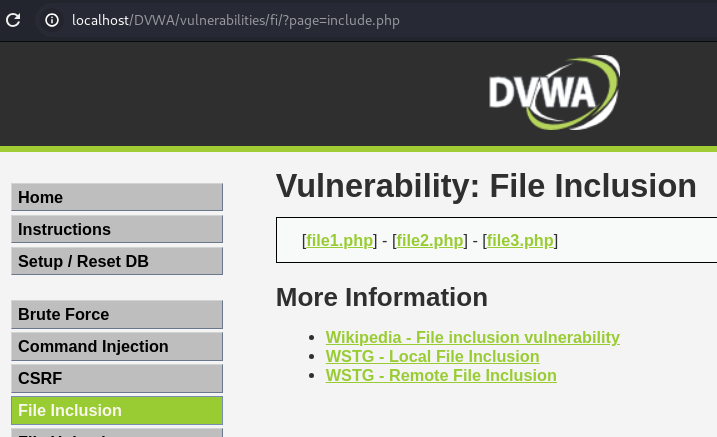 localhost/DVWA/vulnerabilities/fi/?page=include.php
DVWA
Home
Instructions
Setup / Reset DB
Brute Force
Command Injection
CSRF
File Inclusion
Vulnerability: File Inclusion
[file1.php] - [file2.php] - [file3.php]
More Information
Wikipedia - File inclusion vulnerability
WSTG - Local File Inclusion
WSTG - Remote File Inclusion